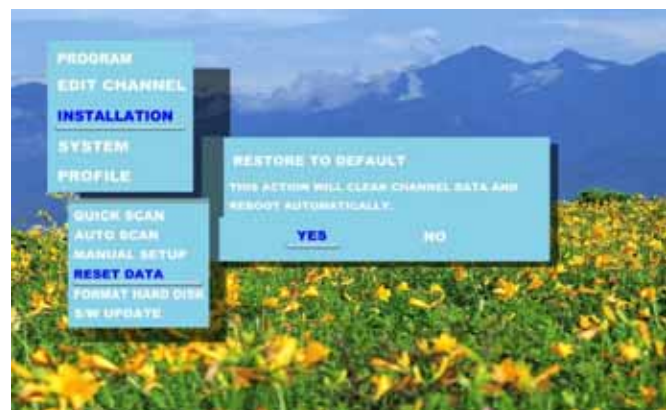 PROGRAM
EDIT CHANNEL
INSTALLATION
SYSTEM
PROFILE
QUICK SCAN
AUTO SCAN
MANUAL SETUP
RESET DATA
FORMAT HARD DISK
S/W UPDATE
RESTORE TO DEFAULT
THIS ACTION WILL CLEAR CHANNEL DATA AND
REBOOT AUTOMATICALLY.
YES NO